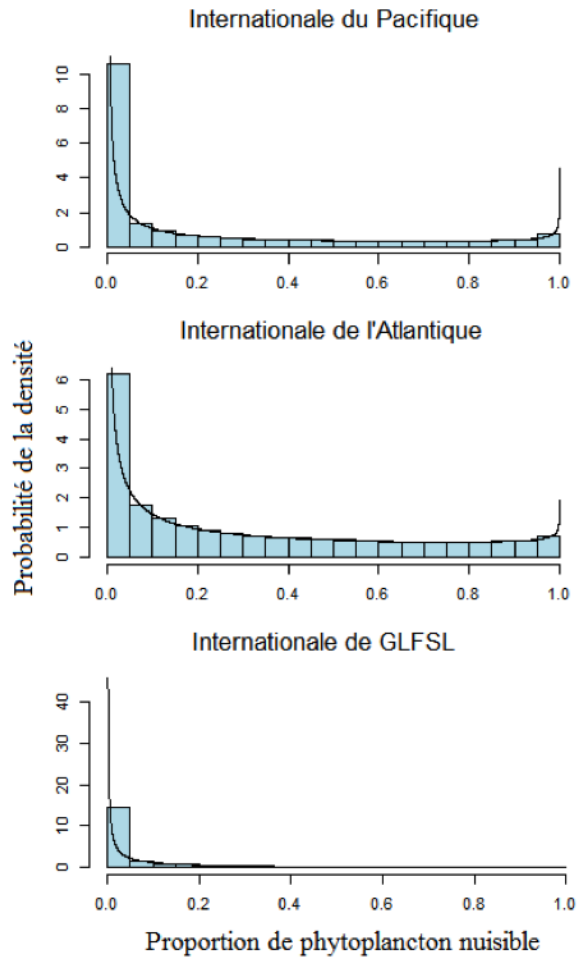 Internationale du Pacifique
10
8
6
4
2
0
0.0 0.2 0.4 0.6 0.8 1.0
Internationale de l'Atlantique
Probabilité de la densité
6
5
4
3
2
1
0
0.0 0.2 0.4 0.6 0.8 1.0
Internationale de GLFSL
40
30
20
10
0
0.0 0.2 0.4 0.6 0.8 1.0
Proportion de phytoplancton nuisible